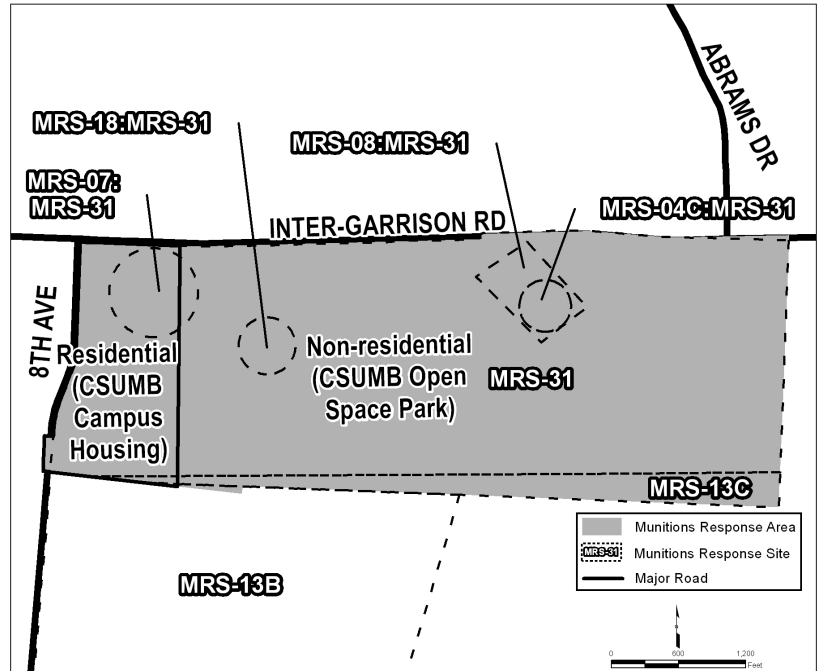 ABRAMS DR
MRS-18:MRS-31
MRS-08:MRS-31
MRS-07:
MRS-31
MRS-04C:MRS-31
INTER-GARRISON RD
8TH AVE
Residential
(CSUMB
Campus
Housing)
Non-residential
(CSUMB Open
Space Park)
MRS-31
MRS-13C
MRS-13B
Munitions Response Area
MRS-31 Munitions Response Site
Major Road
0 600 1,200
Feet